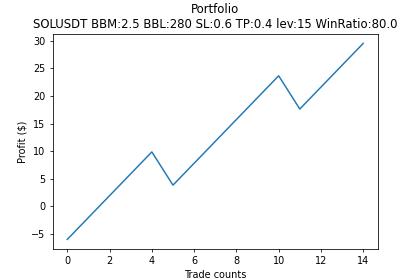 Portfolio
SOLUSDT BBM:2.5 BBL:280 SL:0.6 TP:0.4 lev:15 WinRatio:80.0
30
25
20
15
10
5
0
−5
Profit ($)
0 2 4 6 8 10 12 14
Trade counts